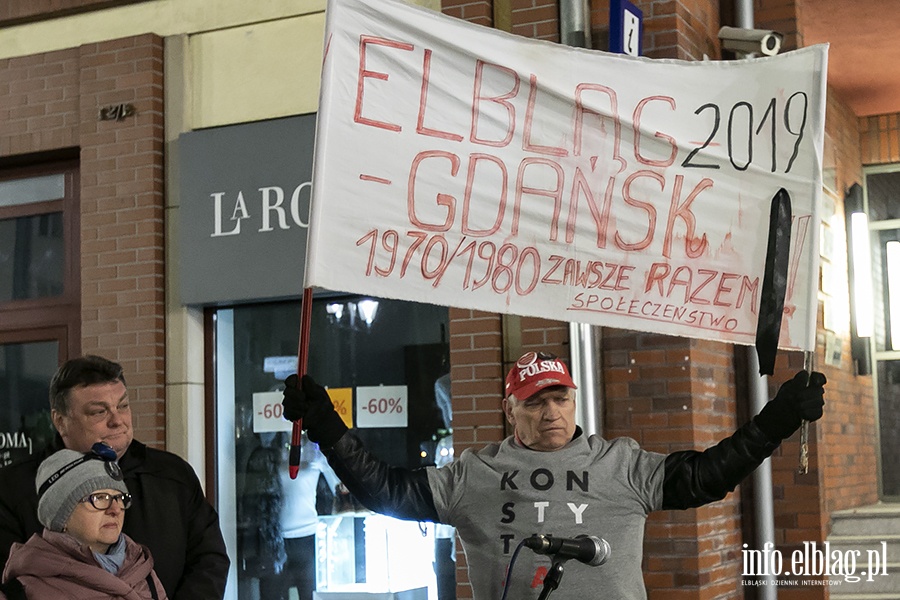 ELBLĄG 2019
- GDAŃSK
1970/1980 ZAWSZE RAZEM!
SPOŁECZEŃSTWO
i
LA RO
-60%
-60%
POLSKA
KON
S TY
T
A
info.ELBLAG.pl
ELBLĄSKI DZIENNIK INTERNETOWY